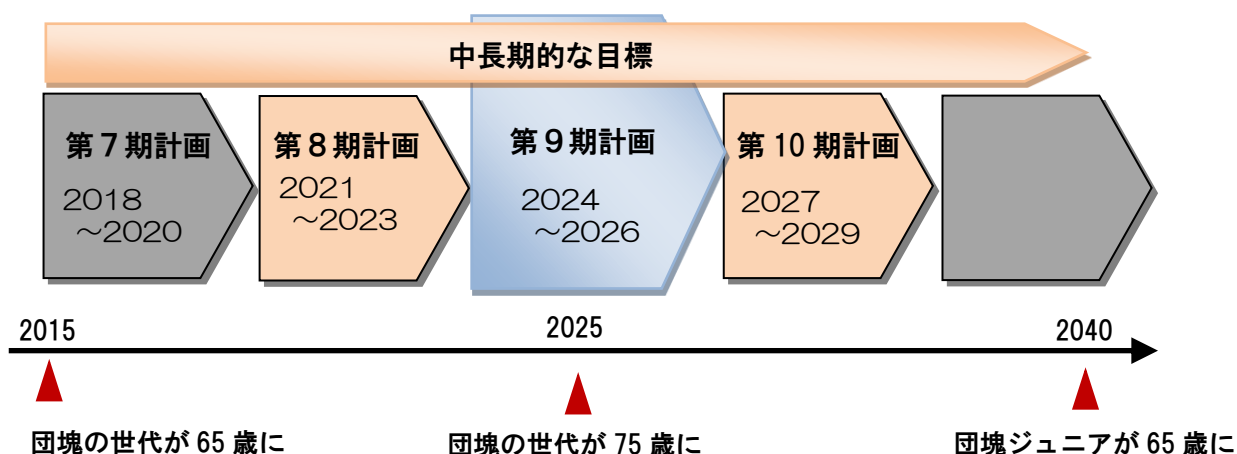 中長期的な目標
第７期計画
2018
～2020
第８期計画
2021
～2023
第９期計画
2024
～2026
第 10 期計画
2027
～2029
2015
2025
2040
団塊の世代が 65 歳に
団塊の世代が 75 歳に
団塊ジュニアが 65 歳に